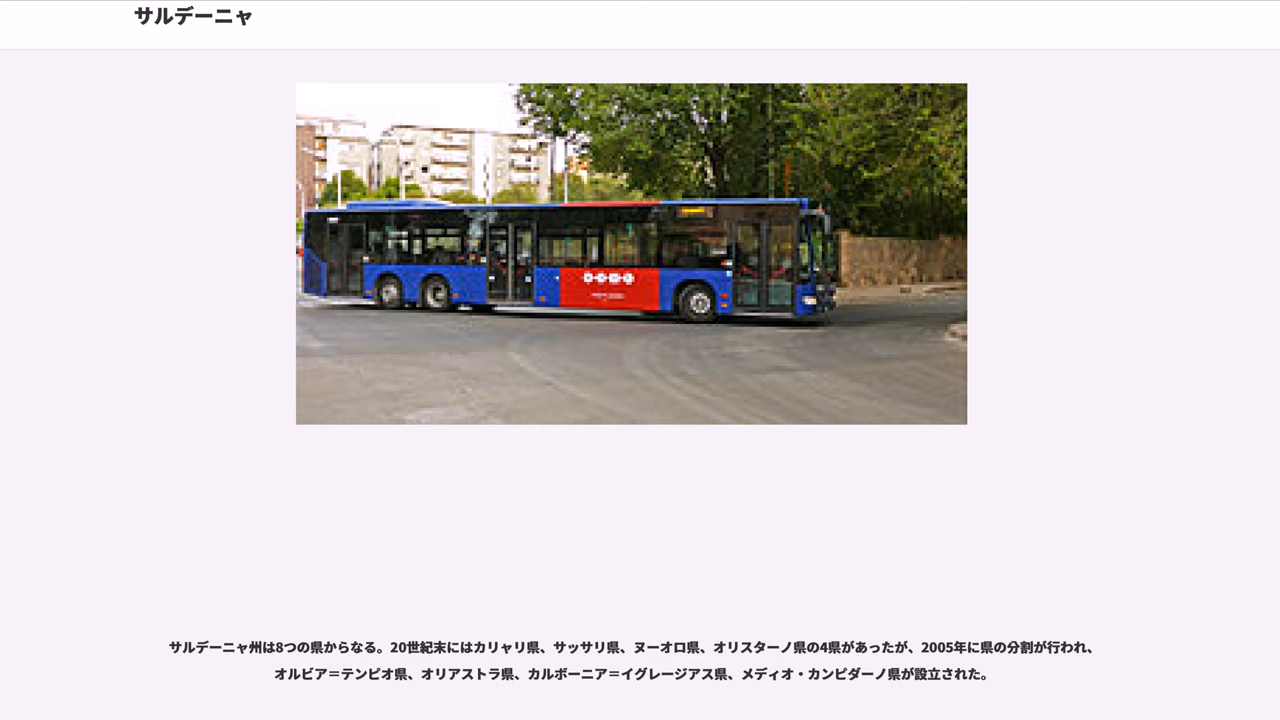 サルデーニャ
サルデーニャ州は8つの県からなる。20世紀末にはカリャリ県、サッサリ県、ヌーオロ県、オリスターノ県の4県があったが、2005年に県の分割が行われ、
オルビア＝テンピオ県、オリアストラ県、カルボーニア＝イグレージアス県、メディオ・カンピダーノ県が設立された。